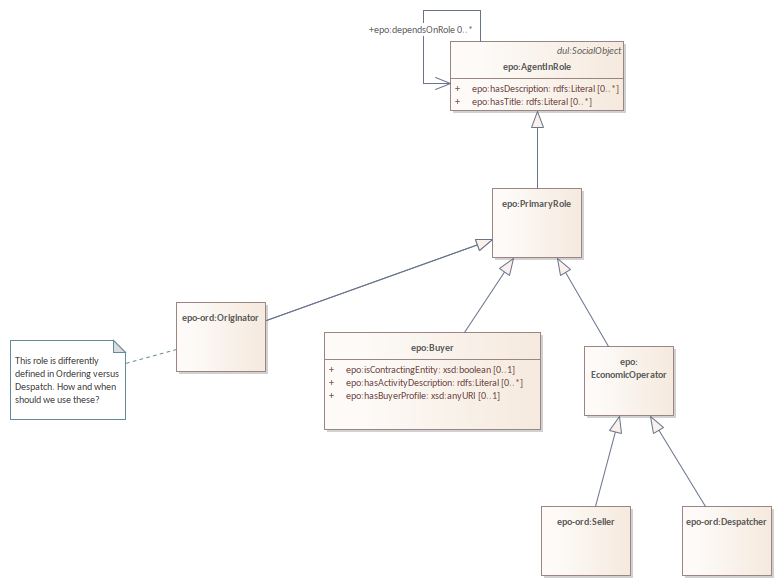 +epo:dependsOnRole 0..*
dul:SocialObject
epo:AgentInRole
+ epo:hasDescription: rdfs:Literal [0..*]
+ epo:hasTitle: rdfs:Literal [0..*]
epo:PrimaryRole
epo-ord:Originator
This role is differently
defined in Ordering versus
Despatch. How and when
should we use these?
epo:Buyer
+ epo:isContractingEntity: xsd:boolean [0..1]
+ epo:hasActivityDescription: rdfs:Literal [0..*]
+ epo:hasBuyerProfile: xsd:anyURI [0..1]
epo:
EconomicOperator
epo-ord:Seller
epo-ord:Despatcher